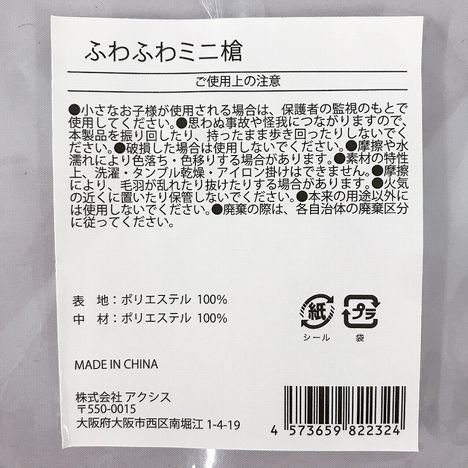 ふわふわミニ槍
ご使用上の注意
●小さなお子様が使用される場合は、保護者の監視のもとで
使用してください。●思わぬ事故や怪我につながりますので、
本製品を振り回したり、持ったまま歩き回ったりしないでく
ださい。●破損した場合は使用しないでください。●摩擦や水
濡れにより色落ち・色移りする場合があります。●素材の特性
上、洗濯・タンブル乾燥・アイロン掛けはできません。●摩擦
により、毛羽が乱れたり抜けたりする場合があります。●火気
の近くに置いたり保管しないでください。●本来の用途以外に
は使用しないでください。●廃棄の際は、各自治体の廃棄区分
に従ってください。
表 地：ポリエステル 100%
中 材：ポリエステル 100%
紙 プラ
シール 袋
MADE IN CHINA
株式会社 アクシス
〒550-0015
大阪府大阪市西区南堀江 1-4-19
4 573659 822324